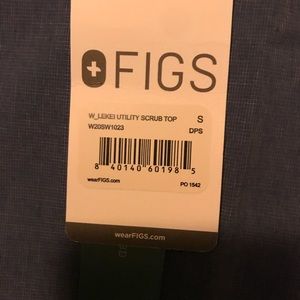 FIGS
W_LEKEI UTILITY SCRUB TOP S
W20SW1023 DPS
8 40140 60198 5
wearFIGS.com PO 1542
wearFIGS.com